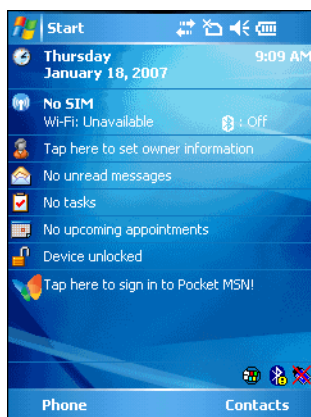 Start
Thursday 9:09 AM
January 18, 2007
No SIM
Wi-Fi: Unavailable : Off
Tap here to set owner information
No unread messages
No tasks
No upcoming appointments
Device unlocked
Tap here to sign in to Pocket MSN!
Phone Contacts